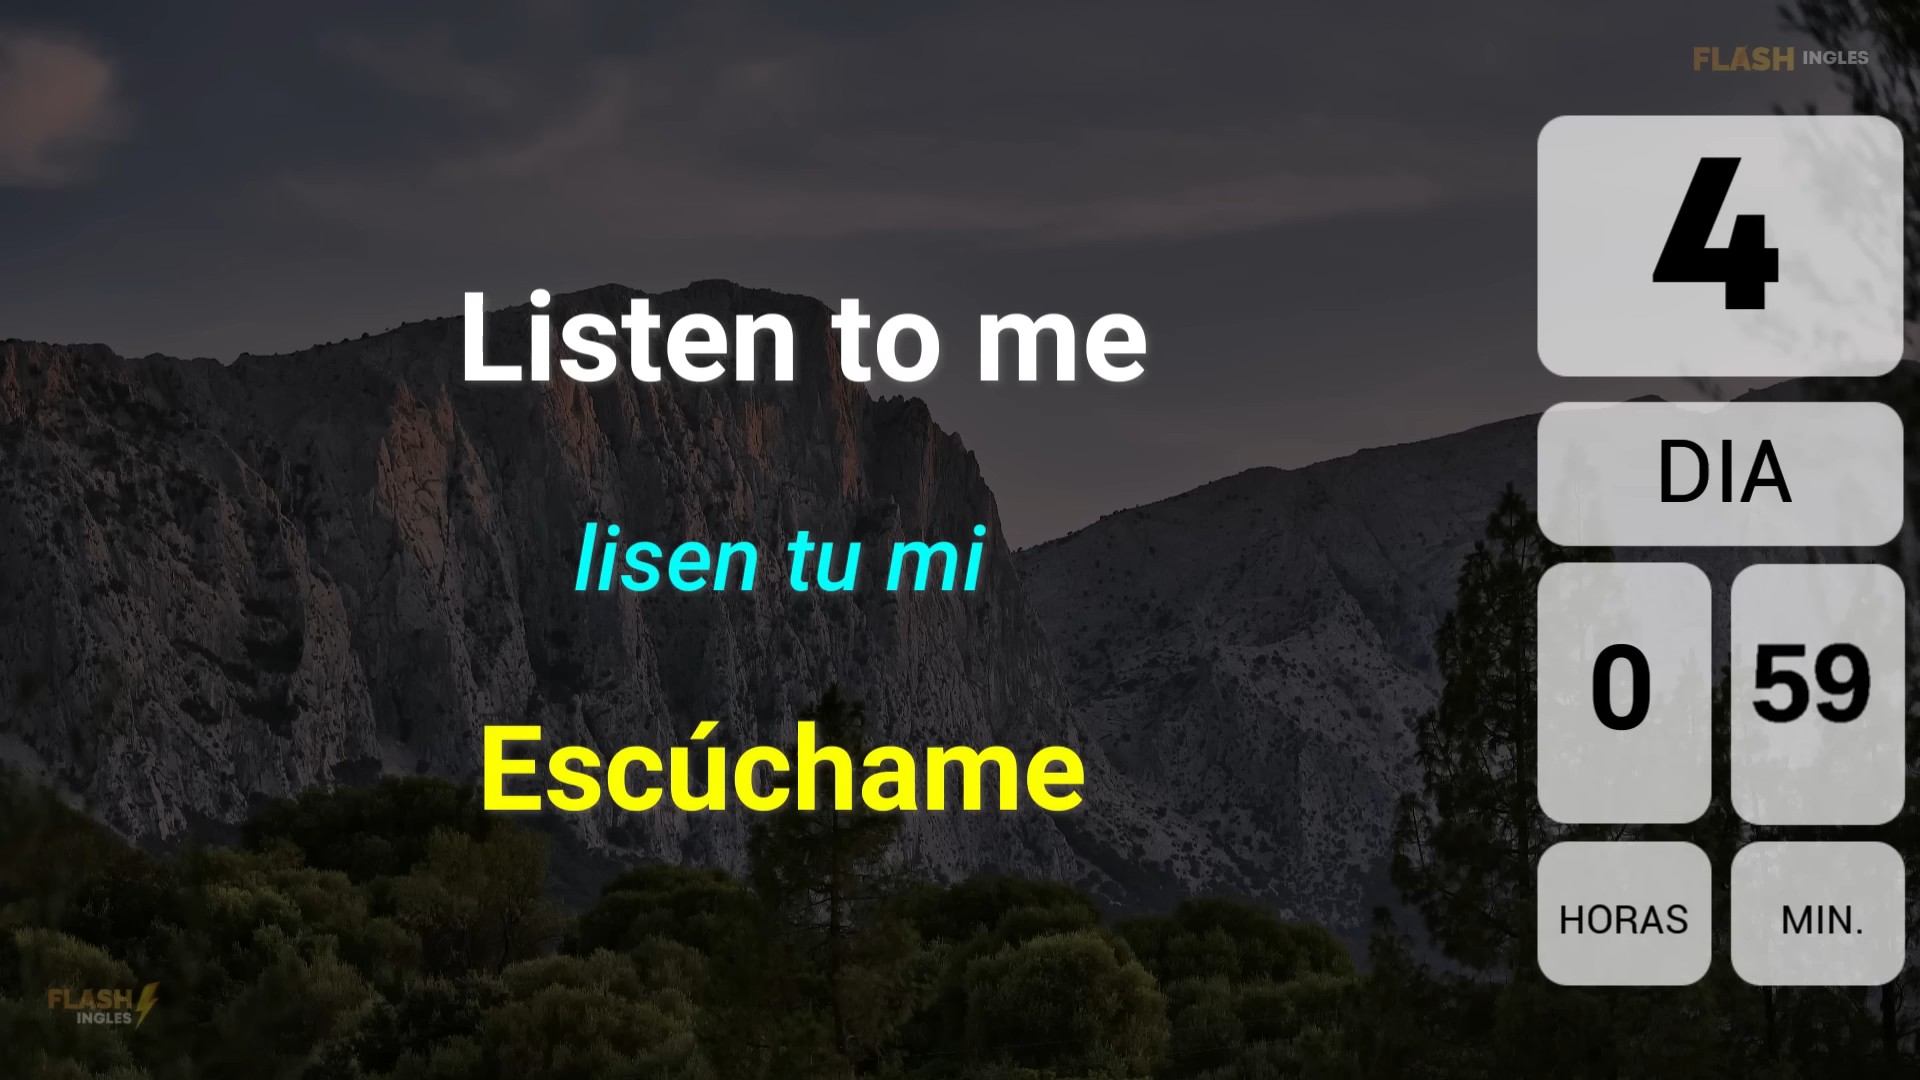 FLASH INGLES
4
DIA
Listen to me
lisen tu mi
Escúchame
0 59
HORAS MIN.
FLASH
INGLES